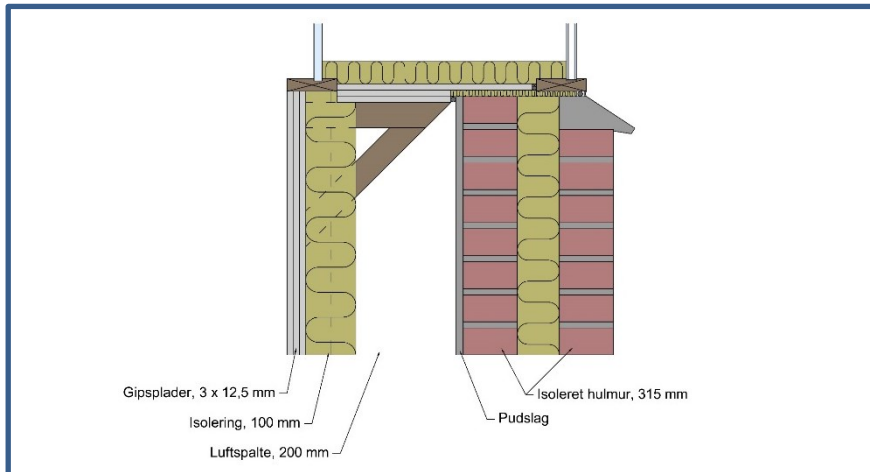 Gipsplader, 3 x 12,5 mm
Isolering, 100 mm
Luftspalte, 200 mm
Isoleret hulmur, 315 mm
Pudslag